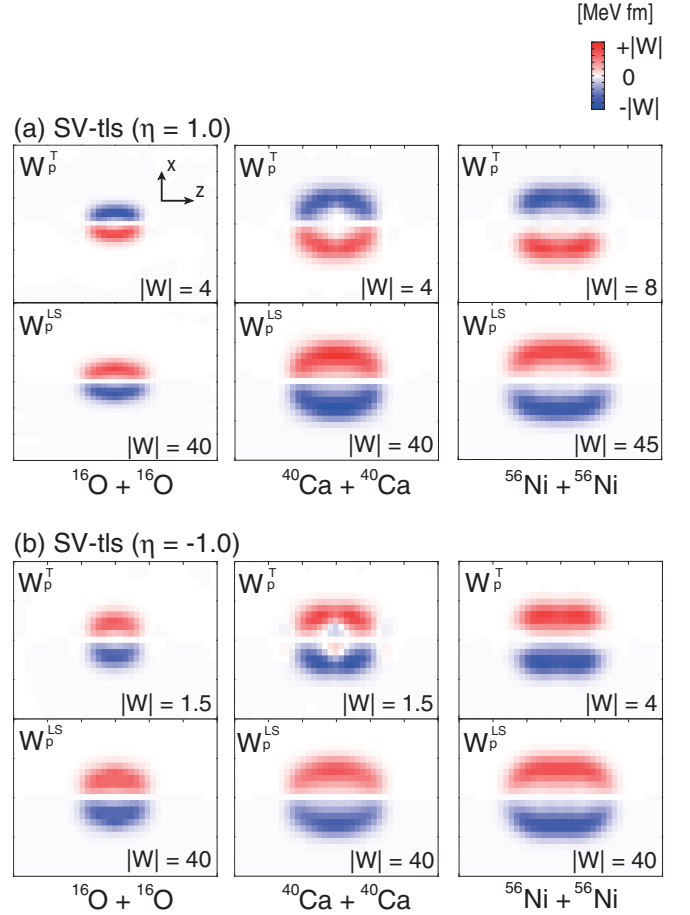 [MeV fm]
+|W|
0
-|W|
(a) SV-tls (η = 1.0)
W_p^T x z |W| = 4
W_p^T |W| = 4
W_p^T |W| = 8
W_p^LS |W| = 40
W_p^LS |W| = 40
W_p^LS |W| = 45
¹⁶O + ¹⁶O
⁴⁰Ca + ⁴⁰Ca
⁵⁶Ni + ⁵⁶Ni
(b) SV-tls (η = -1.0)
W_p^T |W| = 1.5
W_p^T |W| = 1.5
W_p^T |W| = 4
W_p^LS |W| = 40
W_p^LS |W| = 40
W_p^LS |W| = 40
¹⁶O + ¹⁶O
⁴⁰Ca + ⁴⁰Ca
⁵⁶Ni + ⁵⁶Ni